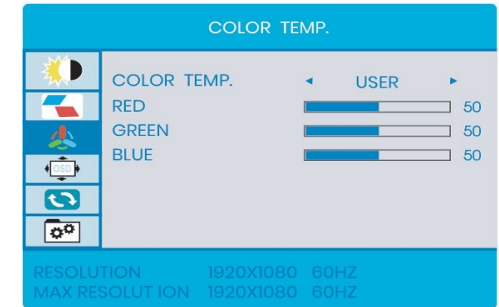 COLOR TEMP.
COLOR TEMP. USER
RED 50
GREEN 50
BLUE 50
OSD
RESOLUTION 1920X1080 60HZ
MAX RESOLUT ION 1920X1080 60HZ